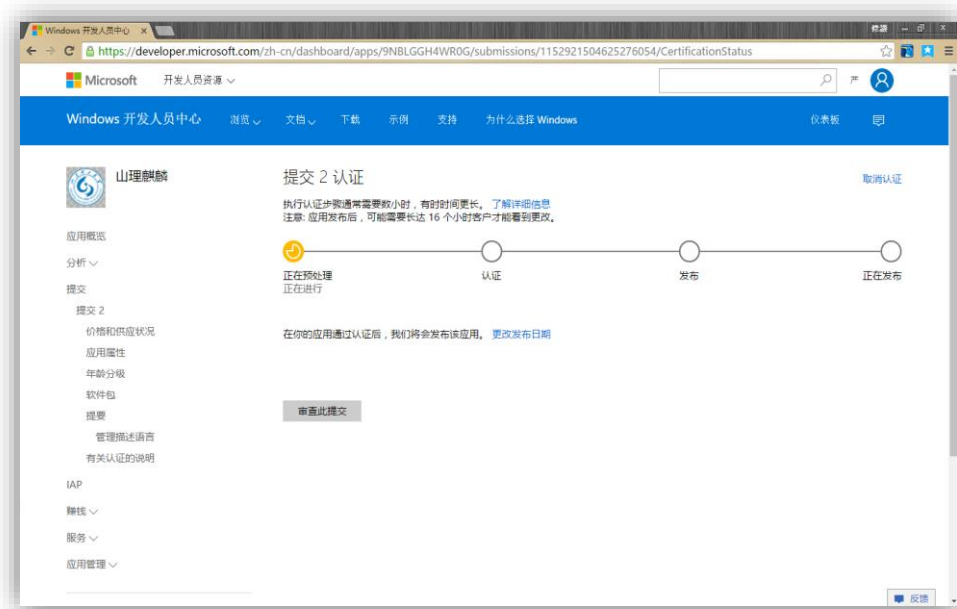 Windows 开发人员中心
https://developer.microsoft.com/zh-cn/dashboard/apps/9NBLGGH4WR0G/submissions/1152921504625276054/CertificationStatus
Microsoft 开发人员资源
严
Windows 开发人员中心 浏览 文档 下载 示例 支持 为什么选择 Windows 仪表板
山理麒麟
提交 2 认证
取消认证
执行认证步骤通常需要数小时，有时时间更长。 了解详细信息
注意: 应用发布后，可能需要长达 16 个小时客户才能看到更改。
正在预处理 认证 发布 正在发布
正在进行
在你的应用通过认证后，我们将会发布该应用。 更改发布日期
审查此提交
应用概览
分析
提交
提交 2
价格和供应状况
应用属性
年龄分级
软件包
提要
管理描述语言
有关认证的说明
IAP
赚钱
服务
应用管理
反馈